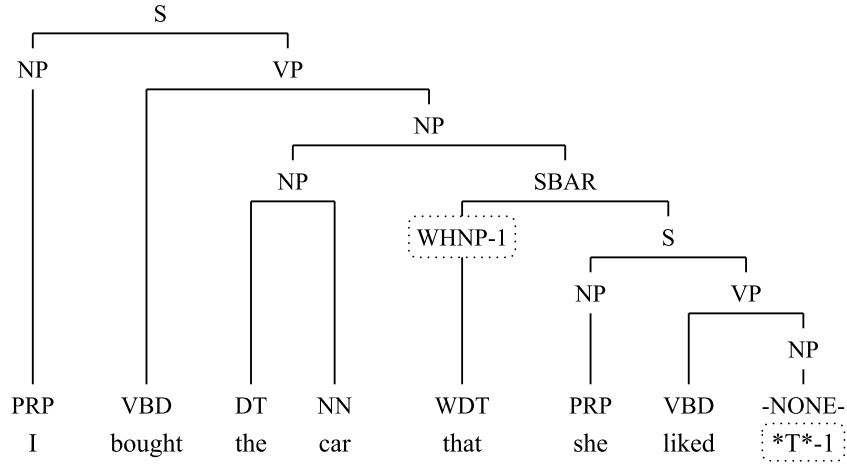 S
NP VP
NP
NP SBAR
WHNP-1 S
NP VP
NP
PRP VBD DT NN WDT PRP VBD -NONE-
I bought the car that she liked *T*-1